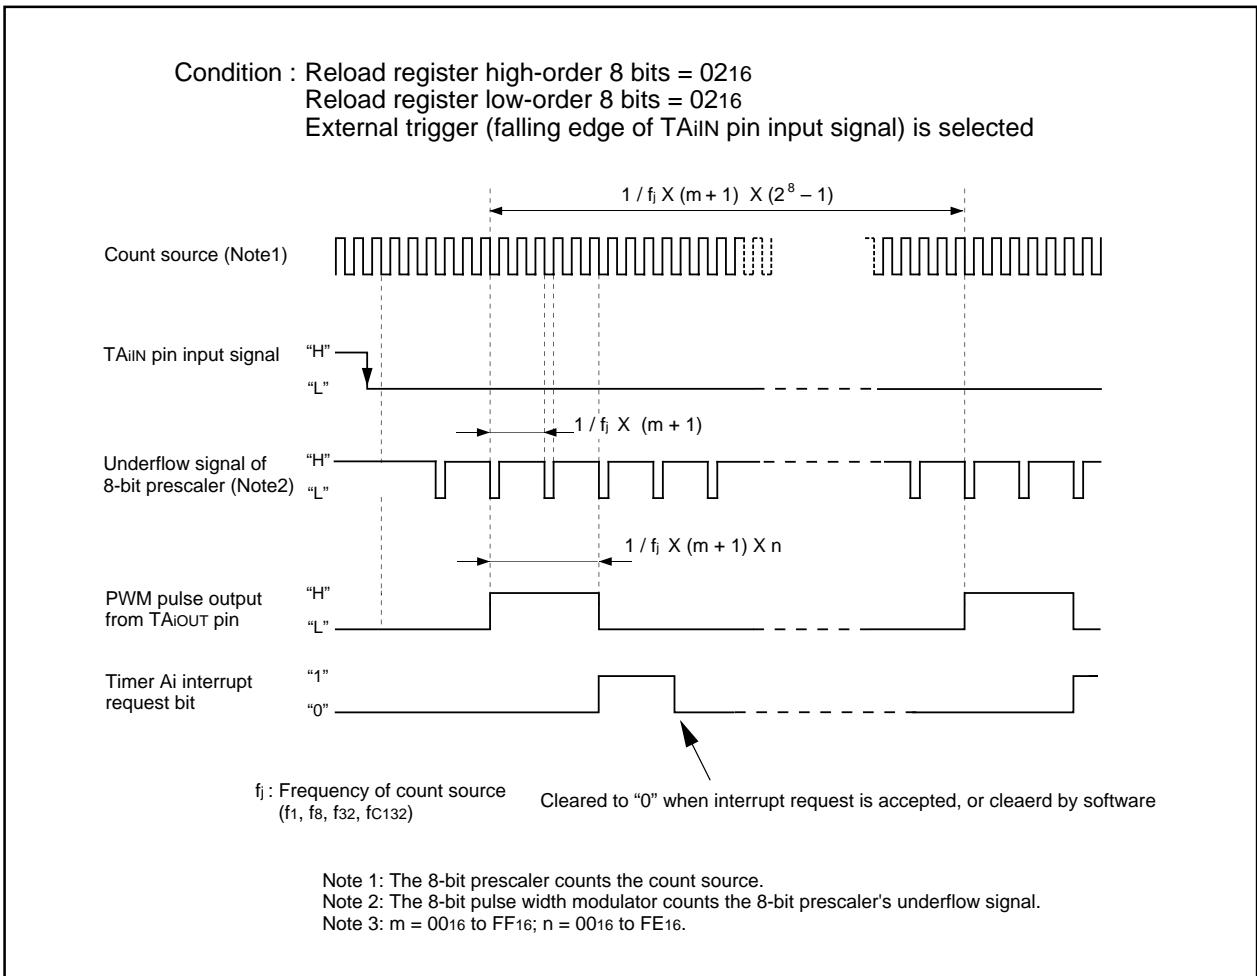 Condition : Reload register high-order 8 bits = 0216
Reload register low-order 8 bits = 0216
External trigger (falling edge of TAiIN pin input signal) is selected
1 / fj X (m + 1) X (2^8 – 1)
Count source (Note1)
TAiIN pin input signal
“H”
“L”
1 / fj X (m + 1)
Underflow signal of
8-bit prescaler (Note2)
“H”
“L”
1 / fj X (m + 1) X n
PWM pulse output
from TAiOUT pin
“H”
“L”
Timer Ai interrupt
request bit
“1”
“0”
fj : Frequency of count source
(f1, f8, f32, fC132)
Cleared to “0” when interrupt request is accepted, or cleaerd by software
Note 1: The 8-bit prescaler counts the count source.
Note 2: The 8-bit pulse width modulator counts the 8-bit prescaler's underflow signal.
Note 3: m = 0016 to FF16; n = 0016 to FE16.